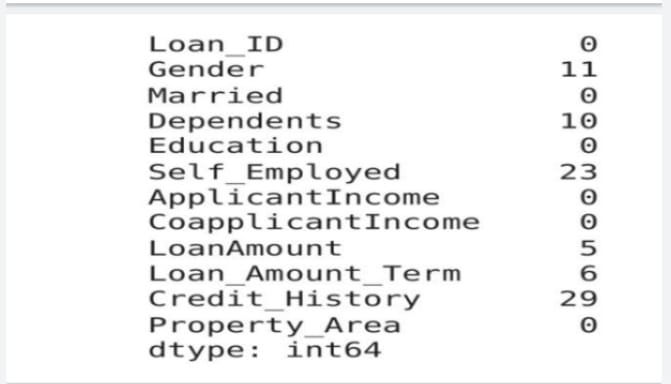 Loan_ID 0
Gender 11
Married 0
Dependents 10
Education 0
Self_Employed 23
ApplicantIncome 0
CoapplicantIncome 0
LoanAmount 5
Loan_Amount_Term 6
Credit_History 29
Property_Area 0
dtype: int64